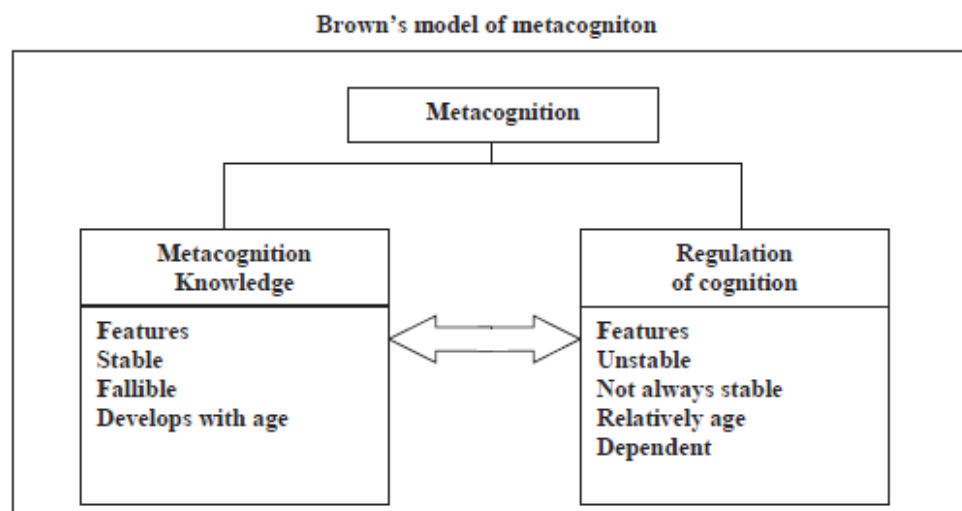 Brown’s model of metacogniton
Metacognition
Metacognition
Knowledge
Features
Stable
Fallible
Develops with age
Regulation
of cognition
Features
Unstable
Not always stable
Relatively age
Dependent